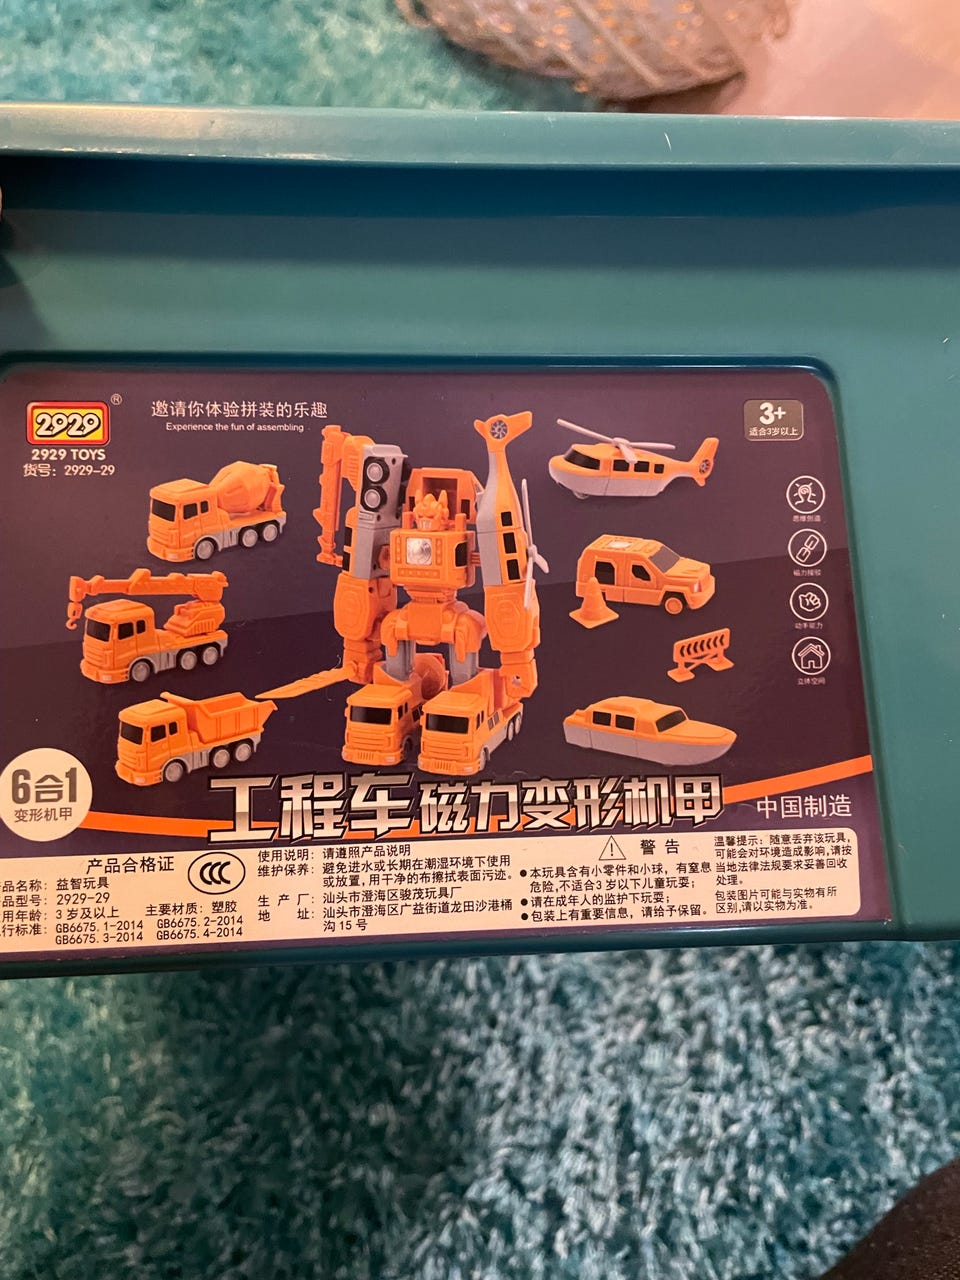 2929®
2929 TOYS
货号：2929-29
邀请你体验拼装的乐趣
Experience the fun of assembling
3+
适合3岁以上
磁力接驳
动手能力
立体空间
6合1
变形机甲
工程车磁力变形机甲
中国制造
产品合格证
品名称：益智玩具
品型号：2929-29
用年龄：3岁及以上 主要材质：塑胶
行标准：GB6675.1-2014 GB6675.2-2014
GB6675.3-2014 GB6675.4-2014
使用说明：请遵照产品说明
维护保养：避免进水或长期在潮湿环境下使用
或放置，用干净的布擦拭表面污迹。
生产厂：汕头市澄海区骏茂玩具厂
地址：汕头市澄海区广益街道龙田沙港桶
沟15号
警告
●本玩具含有小零件和小球，有窒息
危险，不适合3岁以下儿童玩耍；
●请在成年人的监护下玩耍；
●包装上有重要信息，请给予保留。
温馨提示：随意丢弃该玩具，
可能会对环境造成影响，请按
当地法律法规要求妥善回收
处理。
包装图片可能与实物有所
区别，请以实物为准。